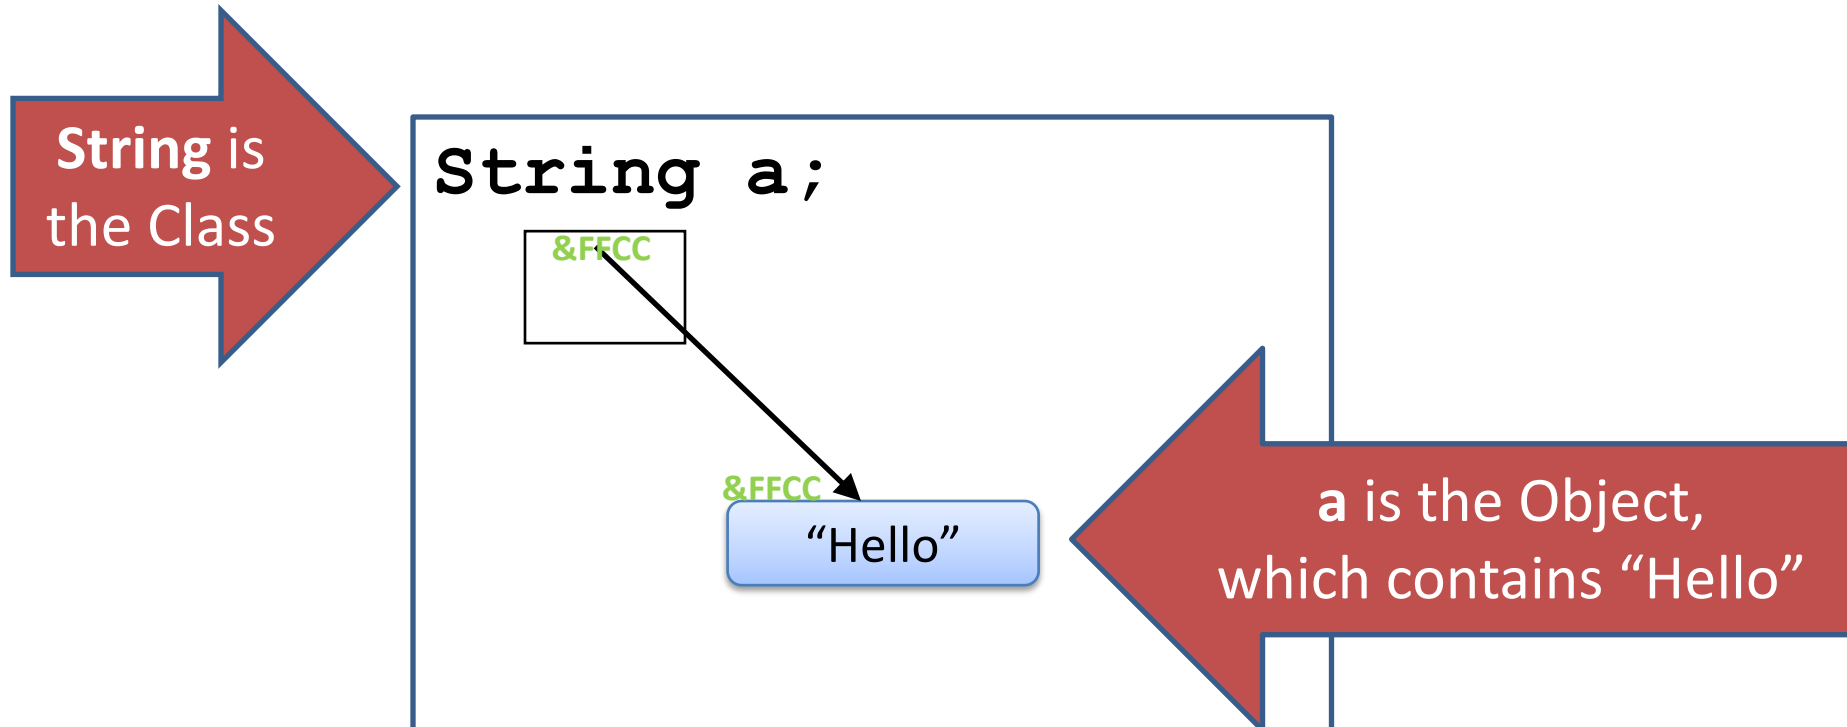 String is
the Class
String a;
&FFCC
&FFCC
“Hello”
a is the Object,
which contains “Hello”